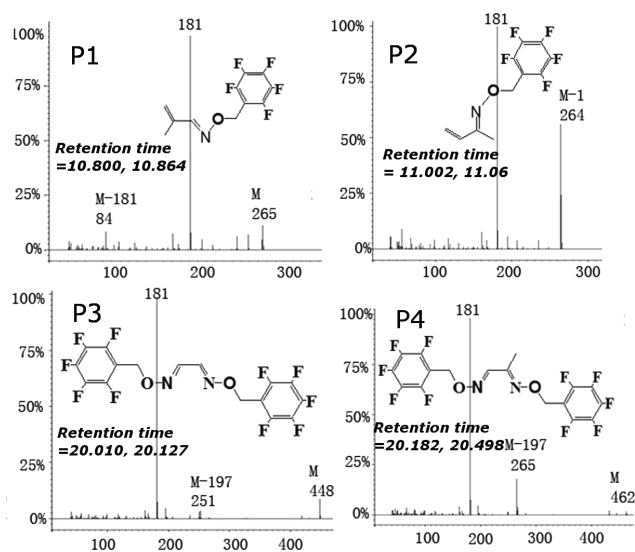 P1
181
100%
75%
50%
25%
0%
F
F
F
F
F
O
N
Retention time
=10.800, 10.864
M-181
84
M
265
100
200
300
P2
181
100%
75%
50%
25%
0%
F
F
F
F
F
O
N
M-1
264
Retention time
= 11.002, 11.06
100
200
300
P3
181
100%
75%
50%
25%
0%
F
F
F
F
F
O
N
N
O
F
F
F
F
F
Retention time
=20.010, 20.127
M-197
251
M
448
100
200
300
400
P4
181
100%
75%
50%
25%
0%
F
F
F
F
F
O
N
N
O
F
F
F
F
F
Retention time
=20.182, 20.498
M-197
265
M
462
100
200
300
400